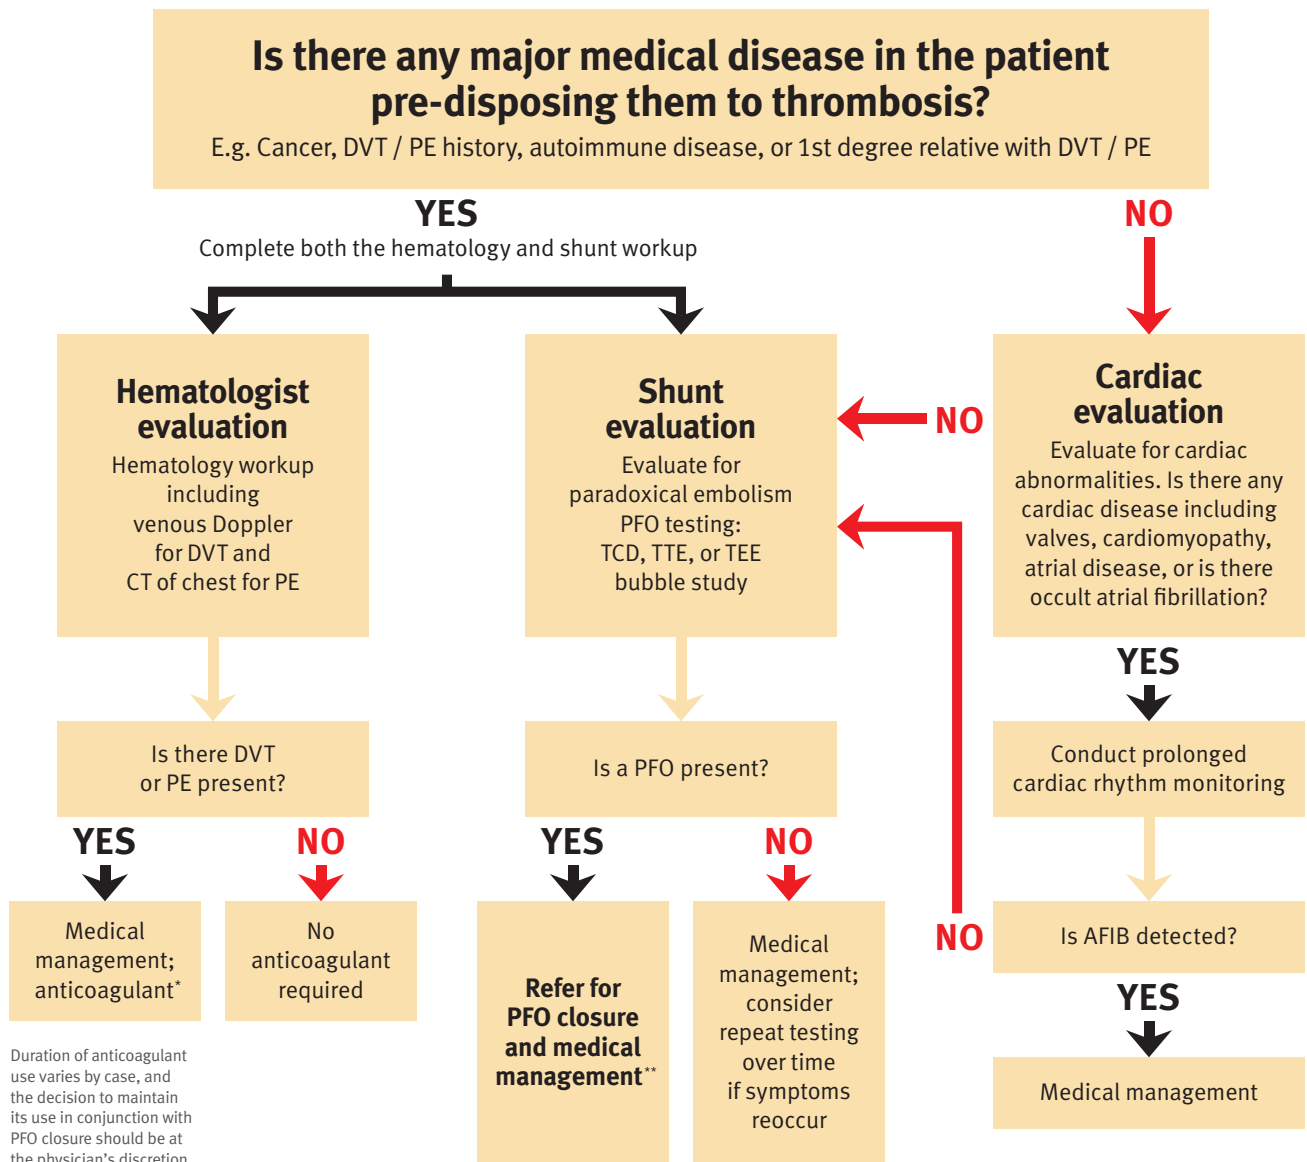 Is there any major medical disease in the patient
pre-disposing them to thrombosis?
E.g. Cancer, DVT / PE history, autoimmune disease, or 1st degree relative with DVT / PE
YES
Complete both the hematology and shunt workup
NO
Hematologist
evaluation
Hematology workup
including
venous Doppler
for DVT and
CT of chest for PE
Shunt
evaluation
Evaluate for
paradoxical embolism
PFO testing:
TCD, TTE, or TEE
bubble study
NO
Cardiac
evaluation
Evaluate for cardiac
abnormalities. Is there any
cardiac disease including
valves, cardiomyopathy,
atrial disease, or is there
occult atrial fibrillation?
YES
Is there DVT
or PE present?
Is a PFO present?
Conduct prolonged
cardiac rhythm monitoring
YES
NO
YES
NO
Medical
management;
anticoagulant*
No
anticoagulant
required
Refer for
PFO closure
and medical
management**
Medical
management;
consider
repeat testing
over time
if symptoms
reoccur
NO
Is AFIB detected?
YES
Medical management
Duration of anticoagulant
use varies by case, and
the decision to maintain
its use in conjunction with
PFO closure should be at
the physician's discretion